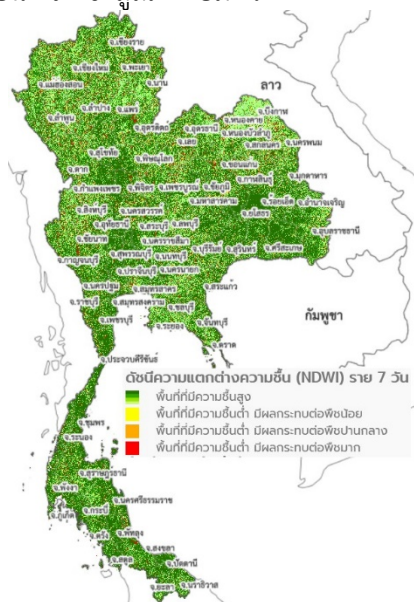 จ.เชียงราย
จ.เชียงใหม่
จ.พะเยา
จ.แม่ฮ่องสอน
จ.น่าน
ลาว
จ.ลำปาง
จ.แพร่
จ.บึงกาฬ
จ.ลำพูน
จ.อุตรดิตถ์
จ.อุดรธานี
จ.หนองคาย
จ.หนองบัวลำภู
จ.เลย
จ.สกลนคร
จ.นครพนม
จ.สุโขทัย
จ.พิษณุโลก
จ.ขอนแก่น
จ.ตาก
จ.กาฬสินธุ์
จ.มุกดาหาร
จ.กำแพงเพชร
จ.พิจิตร
จ.เพชรบูรณ์
จ.ชัยภูมิ
จ.มหาสารคาม
จ.ร้อยเอ็ด
จ.อำนาจเจริญ
จ.สิงห์บุรี
จ.นครสวรรค์
จ.ยโสธร
จ.อุทัยธานี
จ.สระบุรี
จ.ลพบุรี
จ.อุบลราชธานี
จ.ชัยนาท
จ.นครราชสีมา
จ.บุรีรัมย์
จ.สุรินทร์
จ.ศรีสะเกษ
จ.กาญจนบุรี
จ.สุพรรณบุรี
จ.นนทบุรี
จ.ปราจีนบุรี
จ.นครนายก
จ.นครปฐม
จ.สมุทรสาคร
จ.สระแก้ว
จ.ราชบุรี
จ.สมุทรสงคราม
จ.ชลบุรี
กัมพูชา
จ.เพชรบุรี
จ.ระยอง
จ.จันทบุรี
จ.ตราด
จ.ประจวบคีรีขันธ์
ดัชนีความแตกต่างความชื้น (NDWI) ราย 7 วัน
พื้นที่ที่มีความชื้นสูง
พื้นที่ที่มีความชื้นต่ำ มีผลกระทบต่อพืชน้อย
พื้นที่ที่มีความชื้นต่ำ มีผลกระทบต่อพืชปานกลาง
พื้นที่ที่มีความชื้นต่ำ มีผลกระทบต่อพืชมาก
จ.ชุมพร
จ.ระนอง
จ.สุราษฎร์ธานี
จ.พังงา
จ.นครศรีธรรมราช
จ.กระบี่
จ.ภูเก็ต
จ.ตรัง
จ.พัทลุง
จ.สงขลา
จ.สตูล
จ.ปัตตานี
จ.ยะลา
จ.นราธิวาส